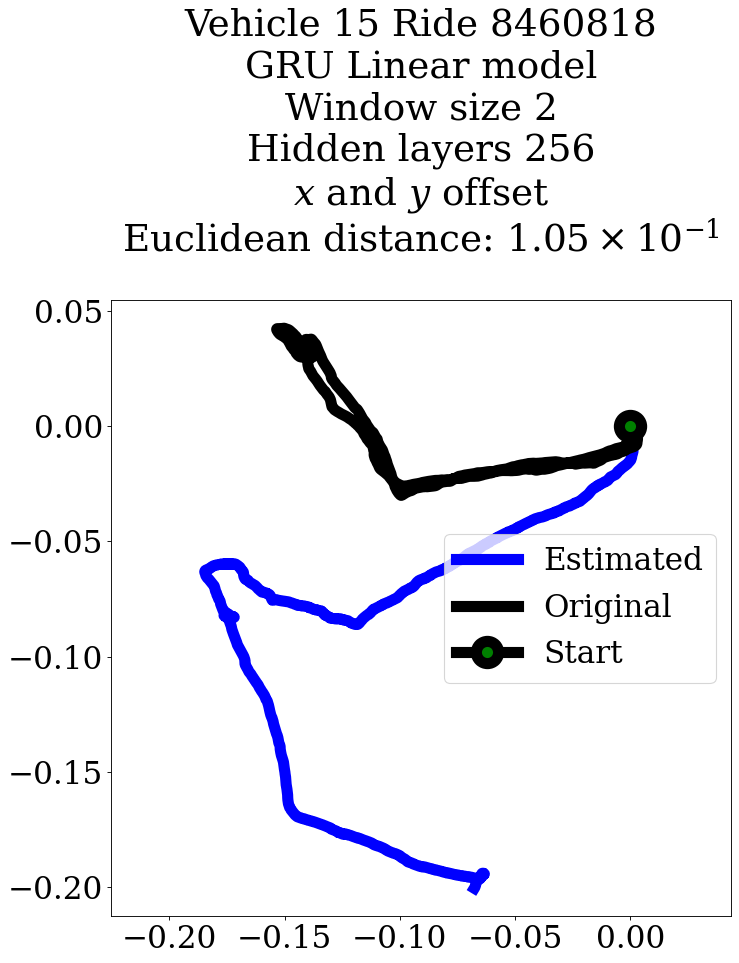 Vehicle 15 Ride 8460818
GRU Linear model
Window size 2
Hidden layers 256
x and y offset
Euclidean distance: 1.05 × 10⁻¹
0.05
0.00
−0.05
−0.10
−0.15
−0.20
Estimated
Original
Start
−0.20 −0.15 −0.10 −0.05 0.00